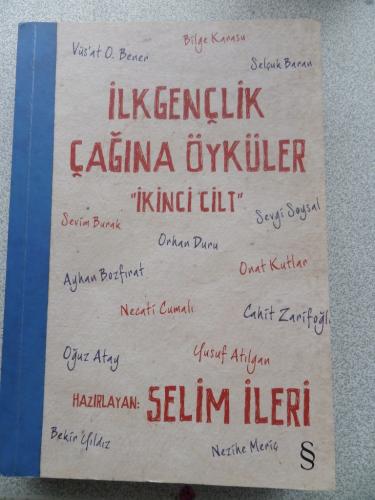 Bilge Karasu
Vüs'at O. Bener
Selçuk Baran
İLKGENÇLİK
ÇAĞINA ÖYKÜLER
"İKİNCİ CİLT"
Sevim Burak
Sevgi Soysal
Orhan Duru
Ayhan Bozfırat
Onat Kutlar
Necati Cumalı
Cahit Zarifoğl
Oğuz Atay
Yusuf Atılgan
HAZIRLAYAN: SELİM İLERİ
Bekir Yıldız
Nezihe Meriç
S